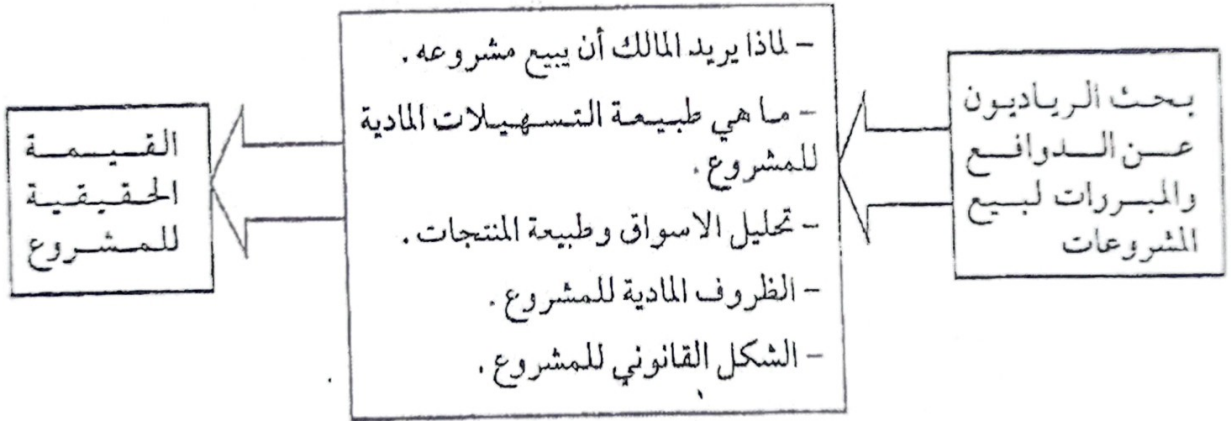 بحث الرياديون
عن الدوافع
والمبررات لبيع
المشروعات
- لماذا يريد المالك أن يبيع مشروعه .
- ما هي طبيعة التسهيلات المادية
للمشروع .
- تحليل الاسواق وطبيعة المنتجات .
- الظروف المادية للمشروع .
- الشكل القانوني للمشروع .
القيمة
الحقيقية
للمشروع